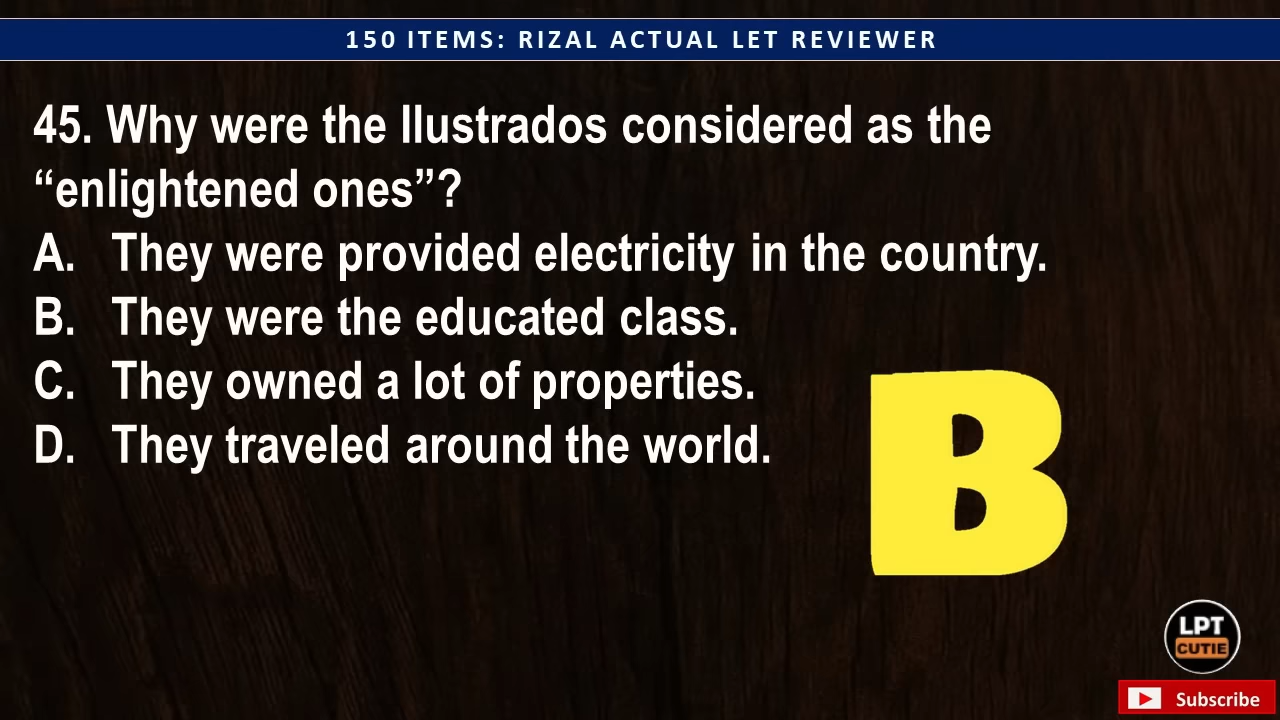 150 ITEMS: RIZAL ACTUAL LET REVIEWER
45. Why were the Ilustrados considered as the
“enlightened ones”?
A. They were provided electricity in the country.
B. They were the educated class.
C. They owned a lot of properties.
D. They traveled around the world.
B
LPT
CUTIE
Subscribe